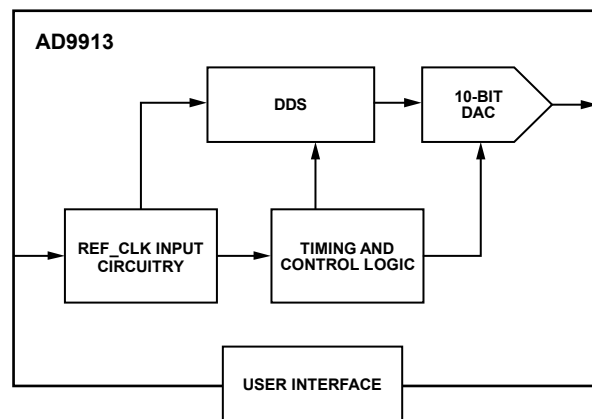 AD9913
DDS
10-BIT
DAC
REF_CLK INPUT
CIRCUITRY
TIMING AND
CONTROL LOGIC
USER INTERFACE